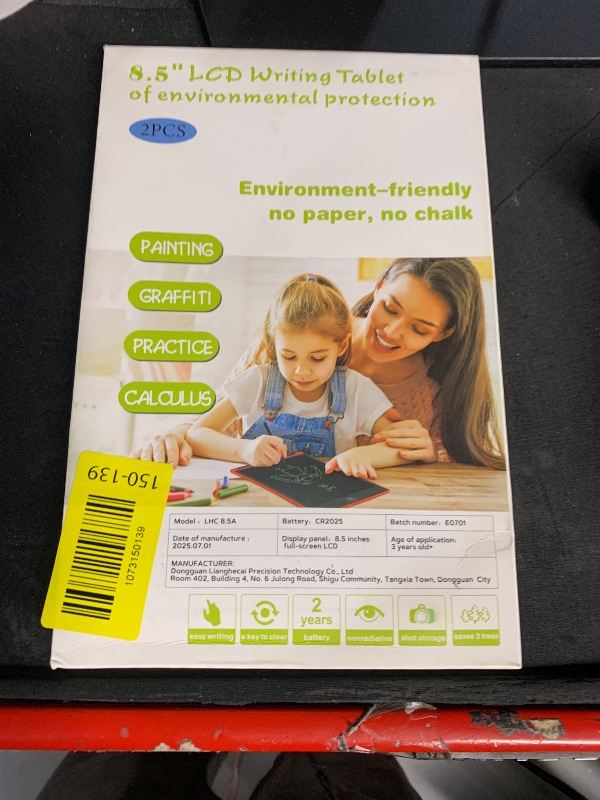 8.5" LCD Writing Tablet
of environmental protection
2PCS
Environment-friendly
no paper, no chalk
PAINTING
GRAFFITI
PRACTICE
CALCULUS
150-139
1073150139
Model : LHC 8.5A
Battery: CR2025
Batch number: E0701
Date of manufacture :
2025.07.01
Display panel: 8.5 inches
full-screen LCD
Age of application:
3 years old+
MANUFACTURER:
Dongguan Lianghecai Precision Technology Co., Ltd
Room 402, Building 4, No. 6 Julong Road, Shigu Community, Tangxia Town, Dongguan City
easy writing
a key to clear
2
years
battery
nonradiative
shot storage
saves 3 trees